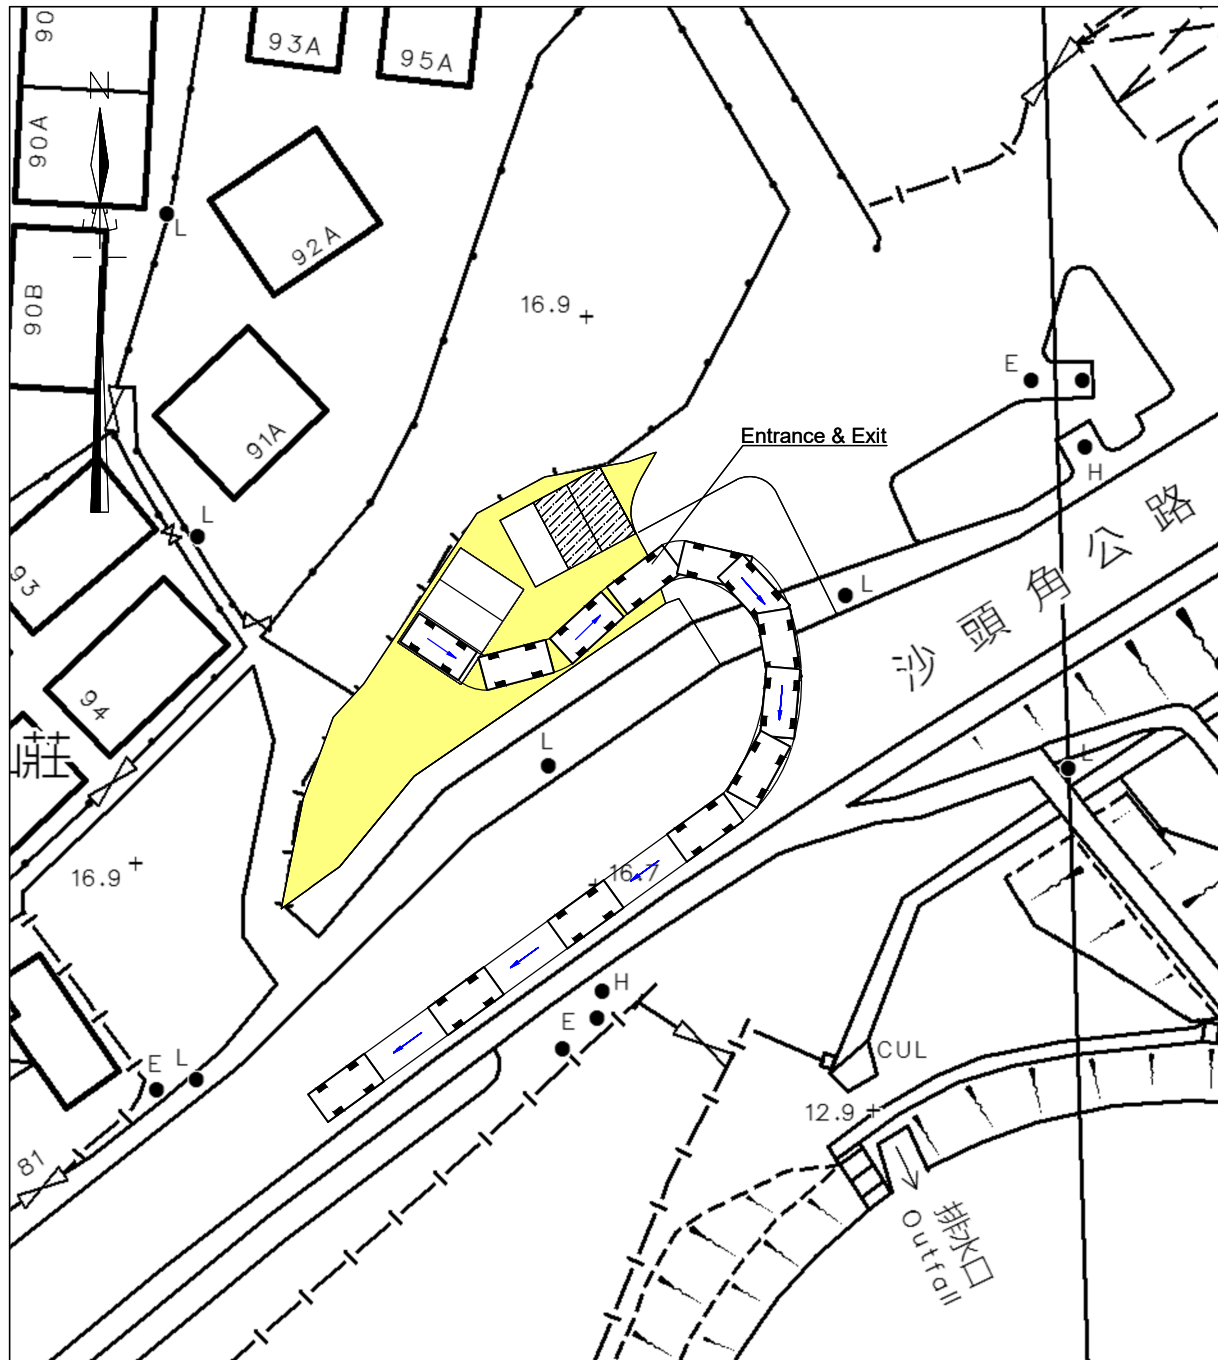 90
93A
95A
N
90A
L
92A
90B
16.9
E
91A
Entrance & Exit
H
L
93
L
沙頭角公路
94
莊
L
L
16.9
16.7
H
E
E
L
CUL
12.9
81
排水口
Outfall